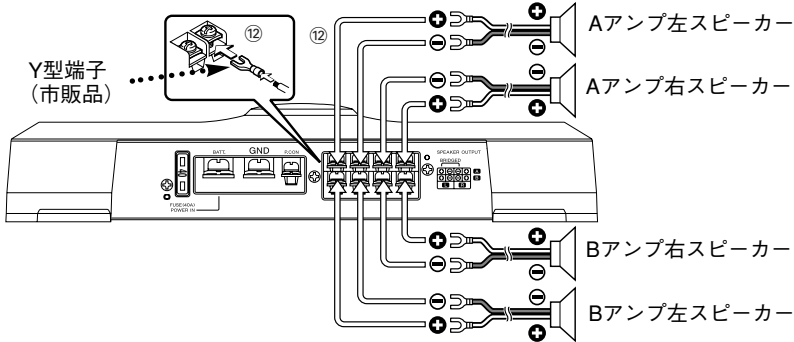 ⑫
⑫
Y型端子
（市販品）
Aアンプ左スピーカー
Aアンプ右スピーカー
BATT.
GND
P.CON
FUSE(40A)
POWER IN
SPEAKER OUTPUT
BRIDGED
A
B
L
R
Bアンプ右スピーカー
Bアンプ左スピーカー